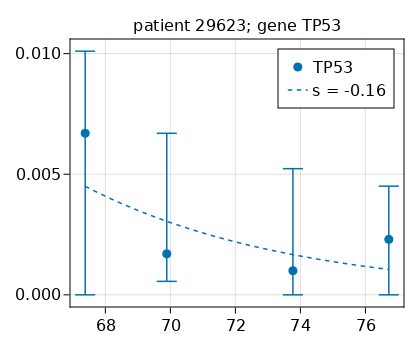 patient 29623; gene TP53
0.010
TP53
s = -0.16
0.005
0.000
68 70 72 74 76